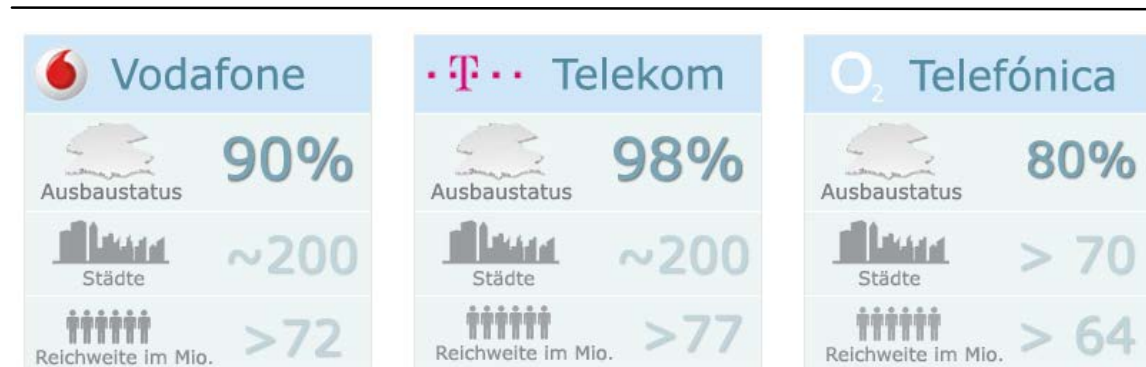 Vodafone
90%
Ausbaustatus
~200
Städte
>72
Reichweite im Mio.
T Telekom
98%
Ausbaustatus
~200
Städte
>77
Reichweite im Mio.
O2 Telefónica
80%
Ausbaustatus
> 70
Städte
> 64
Reichweite im Mio.